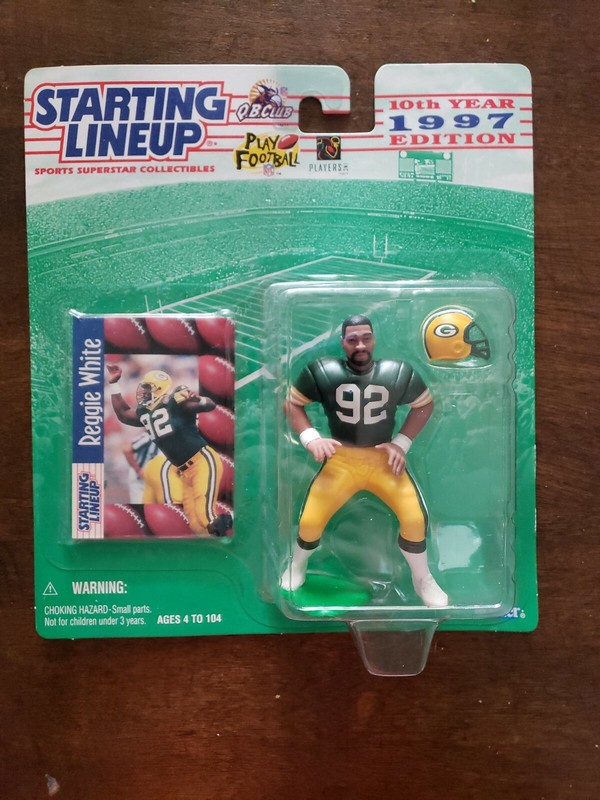 STARTING
LINEUP
SPORTS SUPERSTAR COLLECTIBLES
Q.B.CLUB
PLAY
FOOTBALL
NFL
PLAYERS
10th YEAR
1997
EDITION
Reggie White
STARTING
LINEUP
92
92
G
WARNING:
CHOKING HAZARD-Small parts.
Not for children under 3 years. AGES 4 TO 104